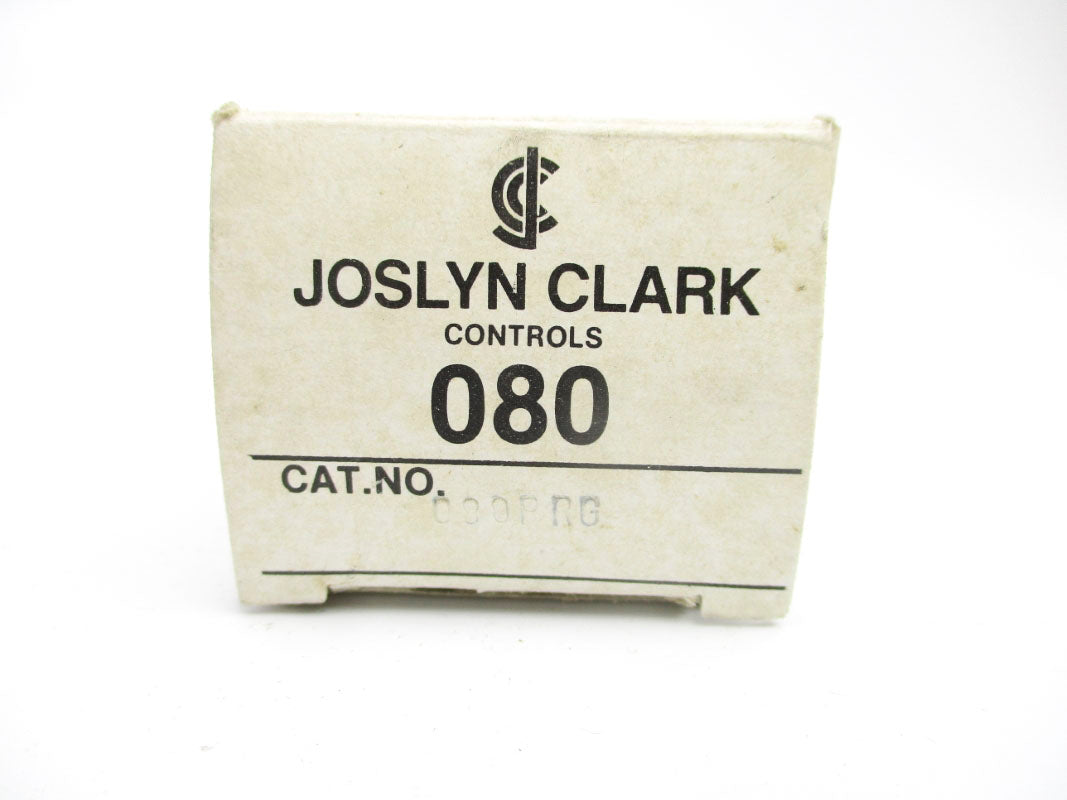 JOSLYN CLARK
CONTROLS
080
CAT.NO.